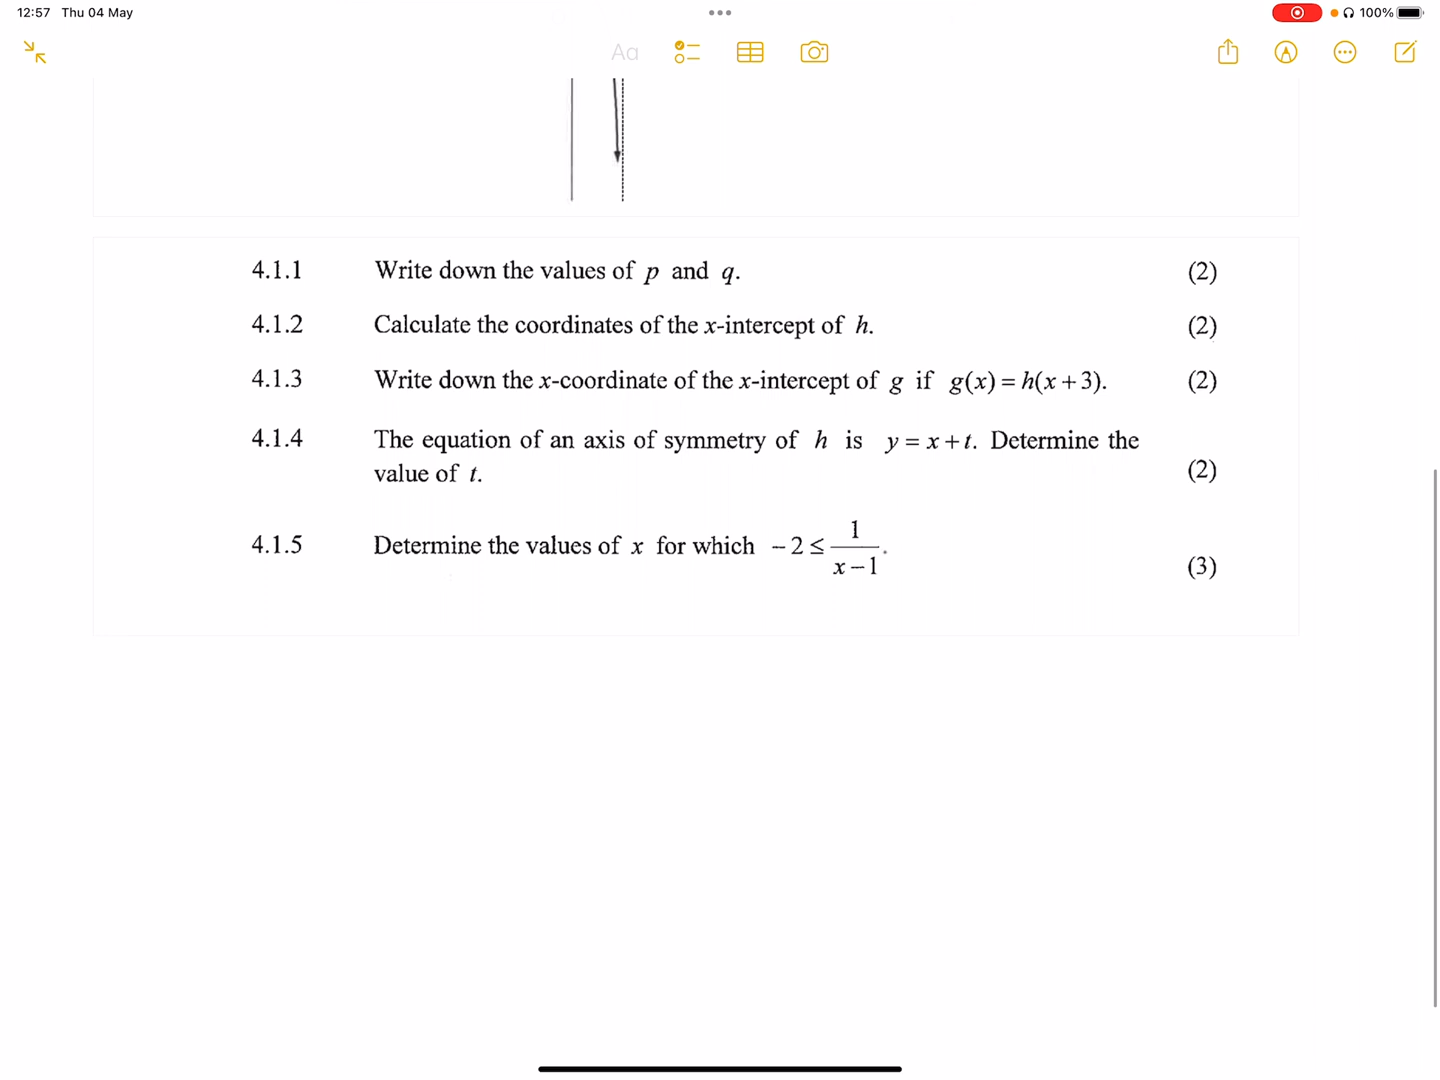 12:57 Thu 04 May
100%
Aa
4.1.1 Write down the values of p and q. (2)
4.1.2 Calculate the coordinates of the x-intercept of h. (2)
4.1.3 Write down the x-coordinate of the x-intercept of g if g(x) = h(x + 3). (2)
4.1.4 The equation of an axis of symmetry of h is y = x + t. Determine the
value of t. (2)
4.1.5 Determine the values of x for which − 2 ≤ 1/(x − 1). (3)